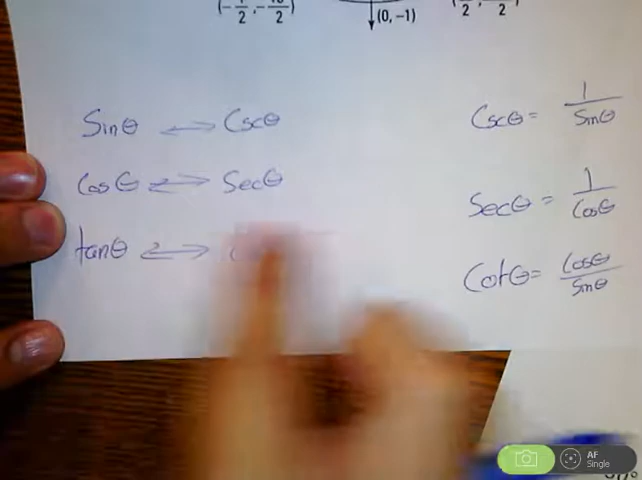 (0, -1)
Sinθ ⇌ Cscθ
Cosθ ⇌ Secθ
tanθ ⇌
Cscθ = 1/Sinθ
Secθ = 1/Cosθ
Cotθ = Cosθ/Sinθ
AF
Single